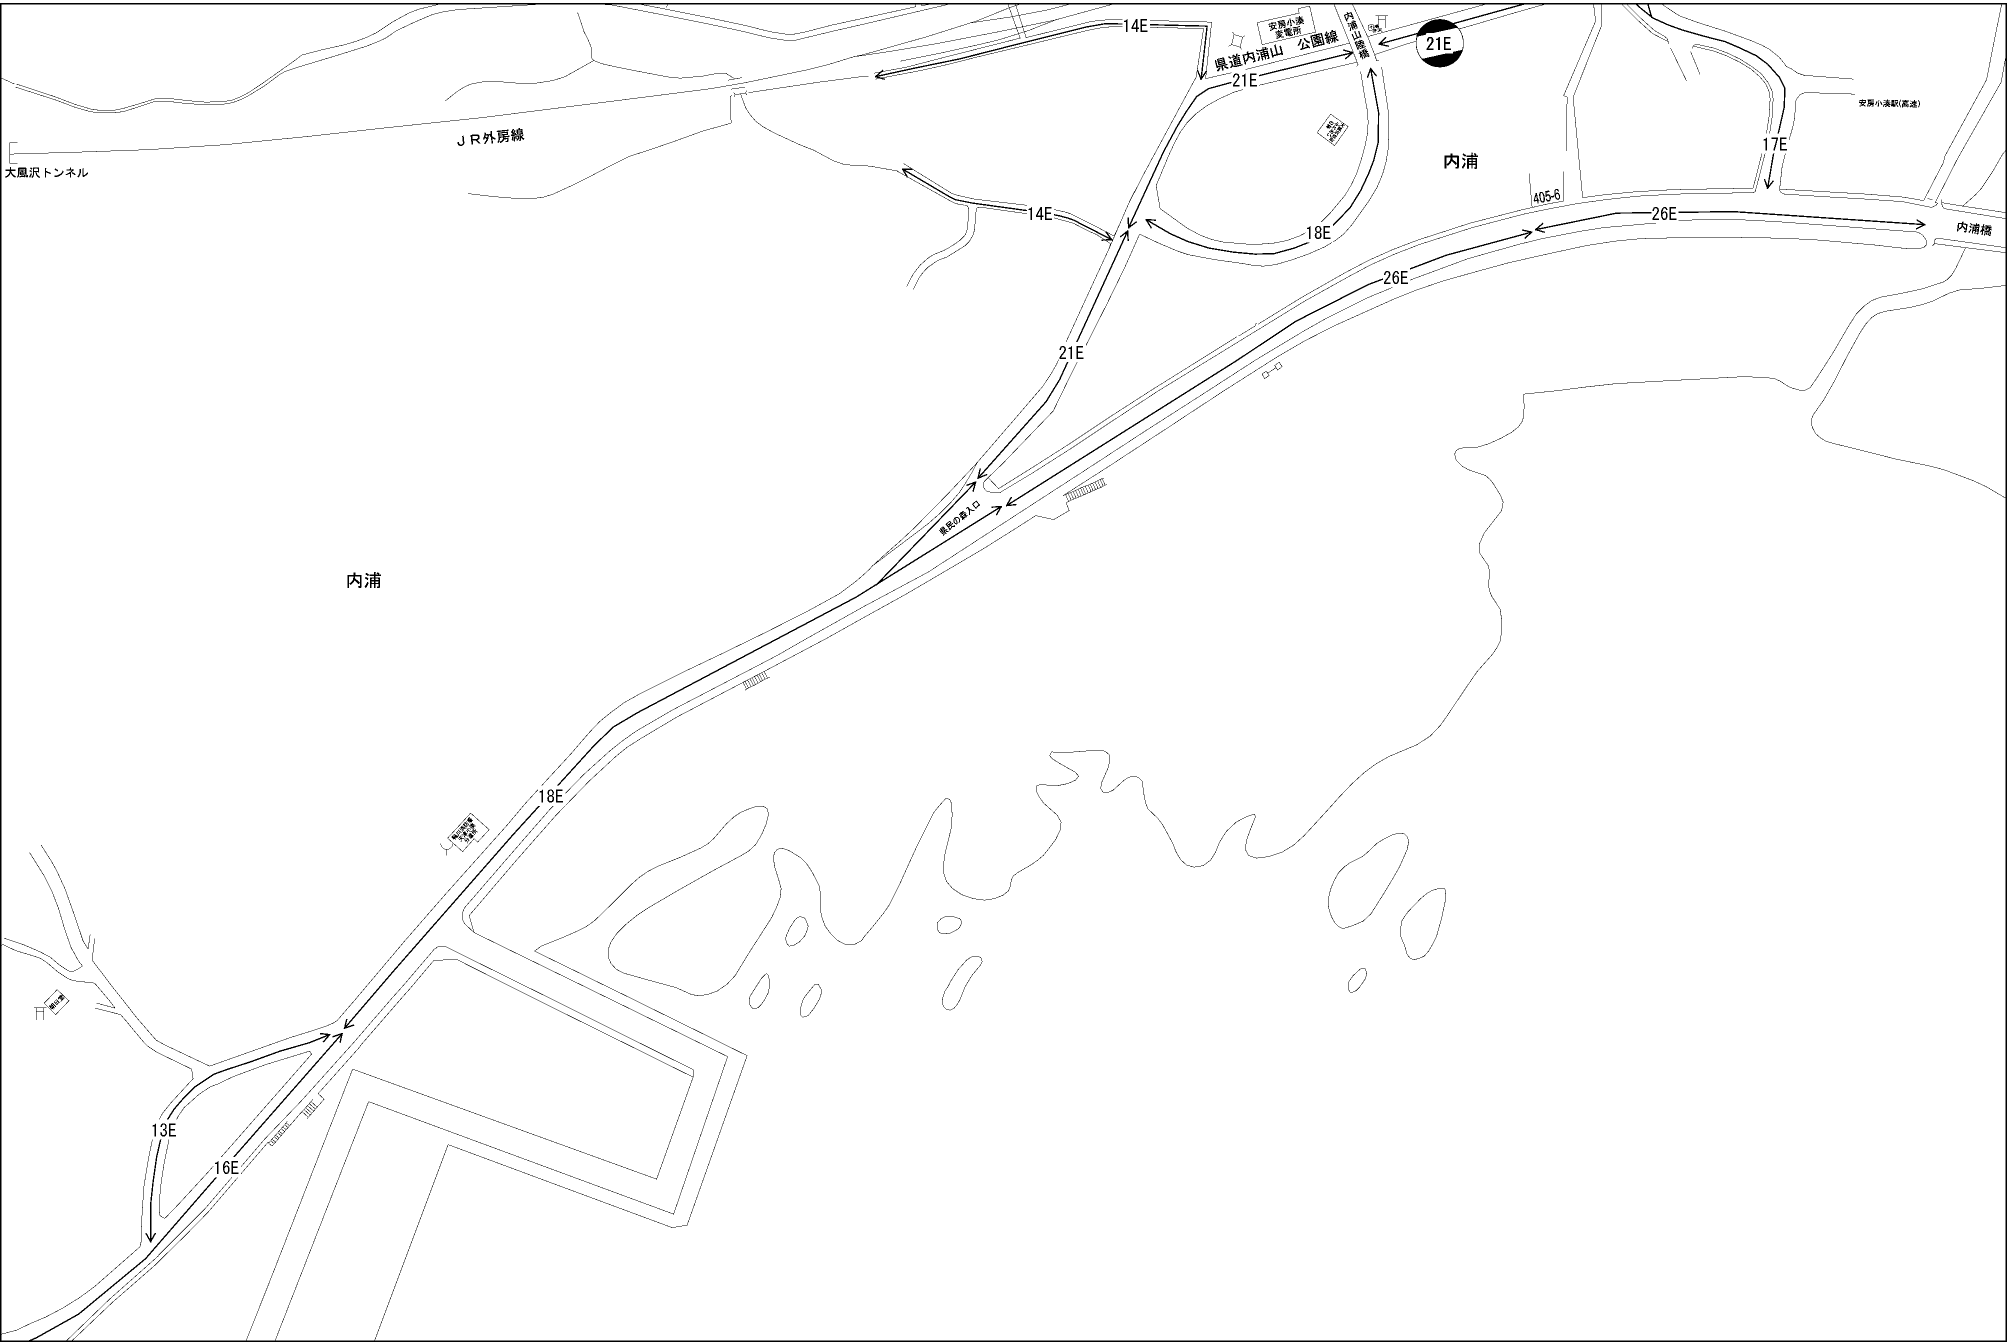 14E
安房小湊
変電所
内浦山陸橋
21E
県道内浦山 公園線
21E
安房小湊駅(高速)
JR外房線
大風沢トンネル
内浦
17E
405-6
14E
18E
26E
内浦橋
26E
21E
県民の森入口
内浦
18E
13E
16E